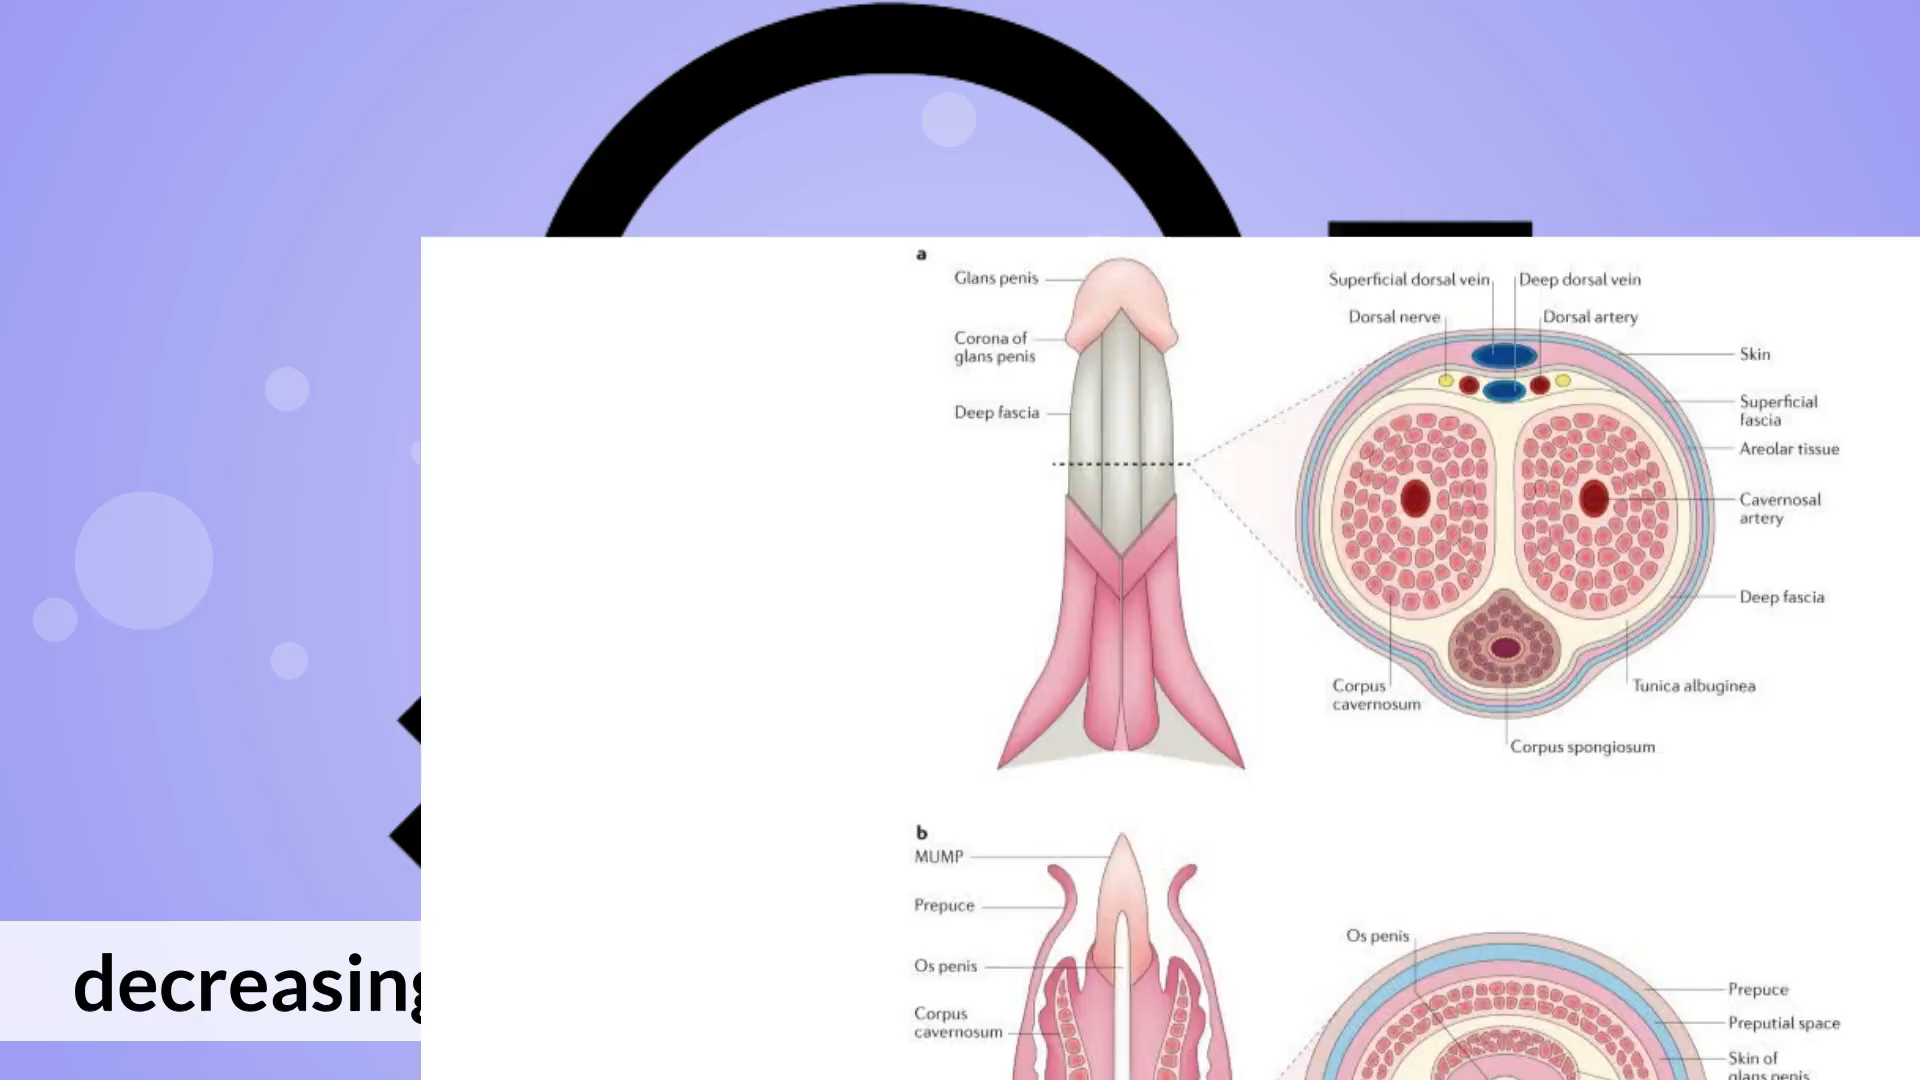 a
Glans penis
Corona of
glans penis
Deep fascia
Superficial dorsal vein
Deep dorsal vein
Dorsal nerve
Dorsal artery
Skin
Superficial
fascia
Areolar tissue
Cavernosal
artery
Deep fascia
Corpus
cavernosum
Tunica albuginea
Corpus spongiosum
b
MUMP
Prepuce
Os penis
Corpus
cavernosum
Os penis
Prepuce
Preputial space
Skin of
glans penis
decreasing